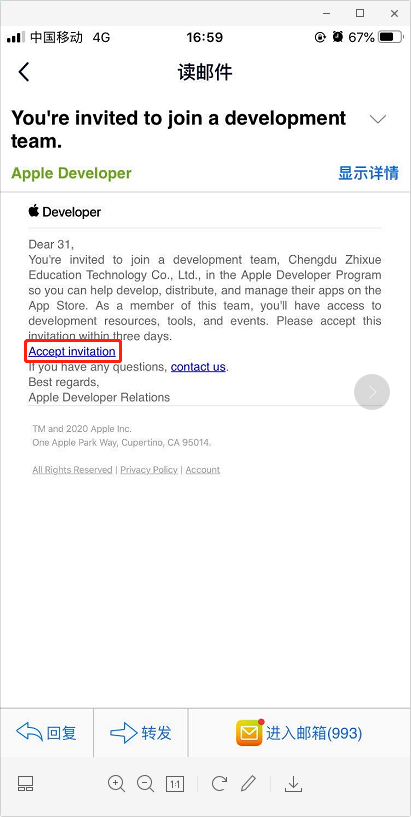 中国移动 4G 16:59 67%
读邮件
You're invited to join a development
team.
Apple Developer 显示详情
Developer
Dear 31,
You're invited to join a development team, Chengdu Zhixue
Education Technology Co., Ltd., in the Apple Developer Program
so you can help develop, distribute, and manage their apps on the
App Store. As a member of this team, you'll have access to
development resources, tools, and events. Please accept this
invitation within three days.
Accept invitation
If you have any questions, contact us.
Best regards,
Apple Developer Relations
TM and 2020 Apple Inc.
One Apple Park Way, Cupertino, CA 95014.
All Rights Reserved | Privacy Policy | Account
回复 转发 进入邮箱(993)
1:1